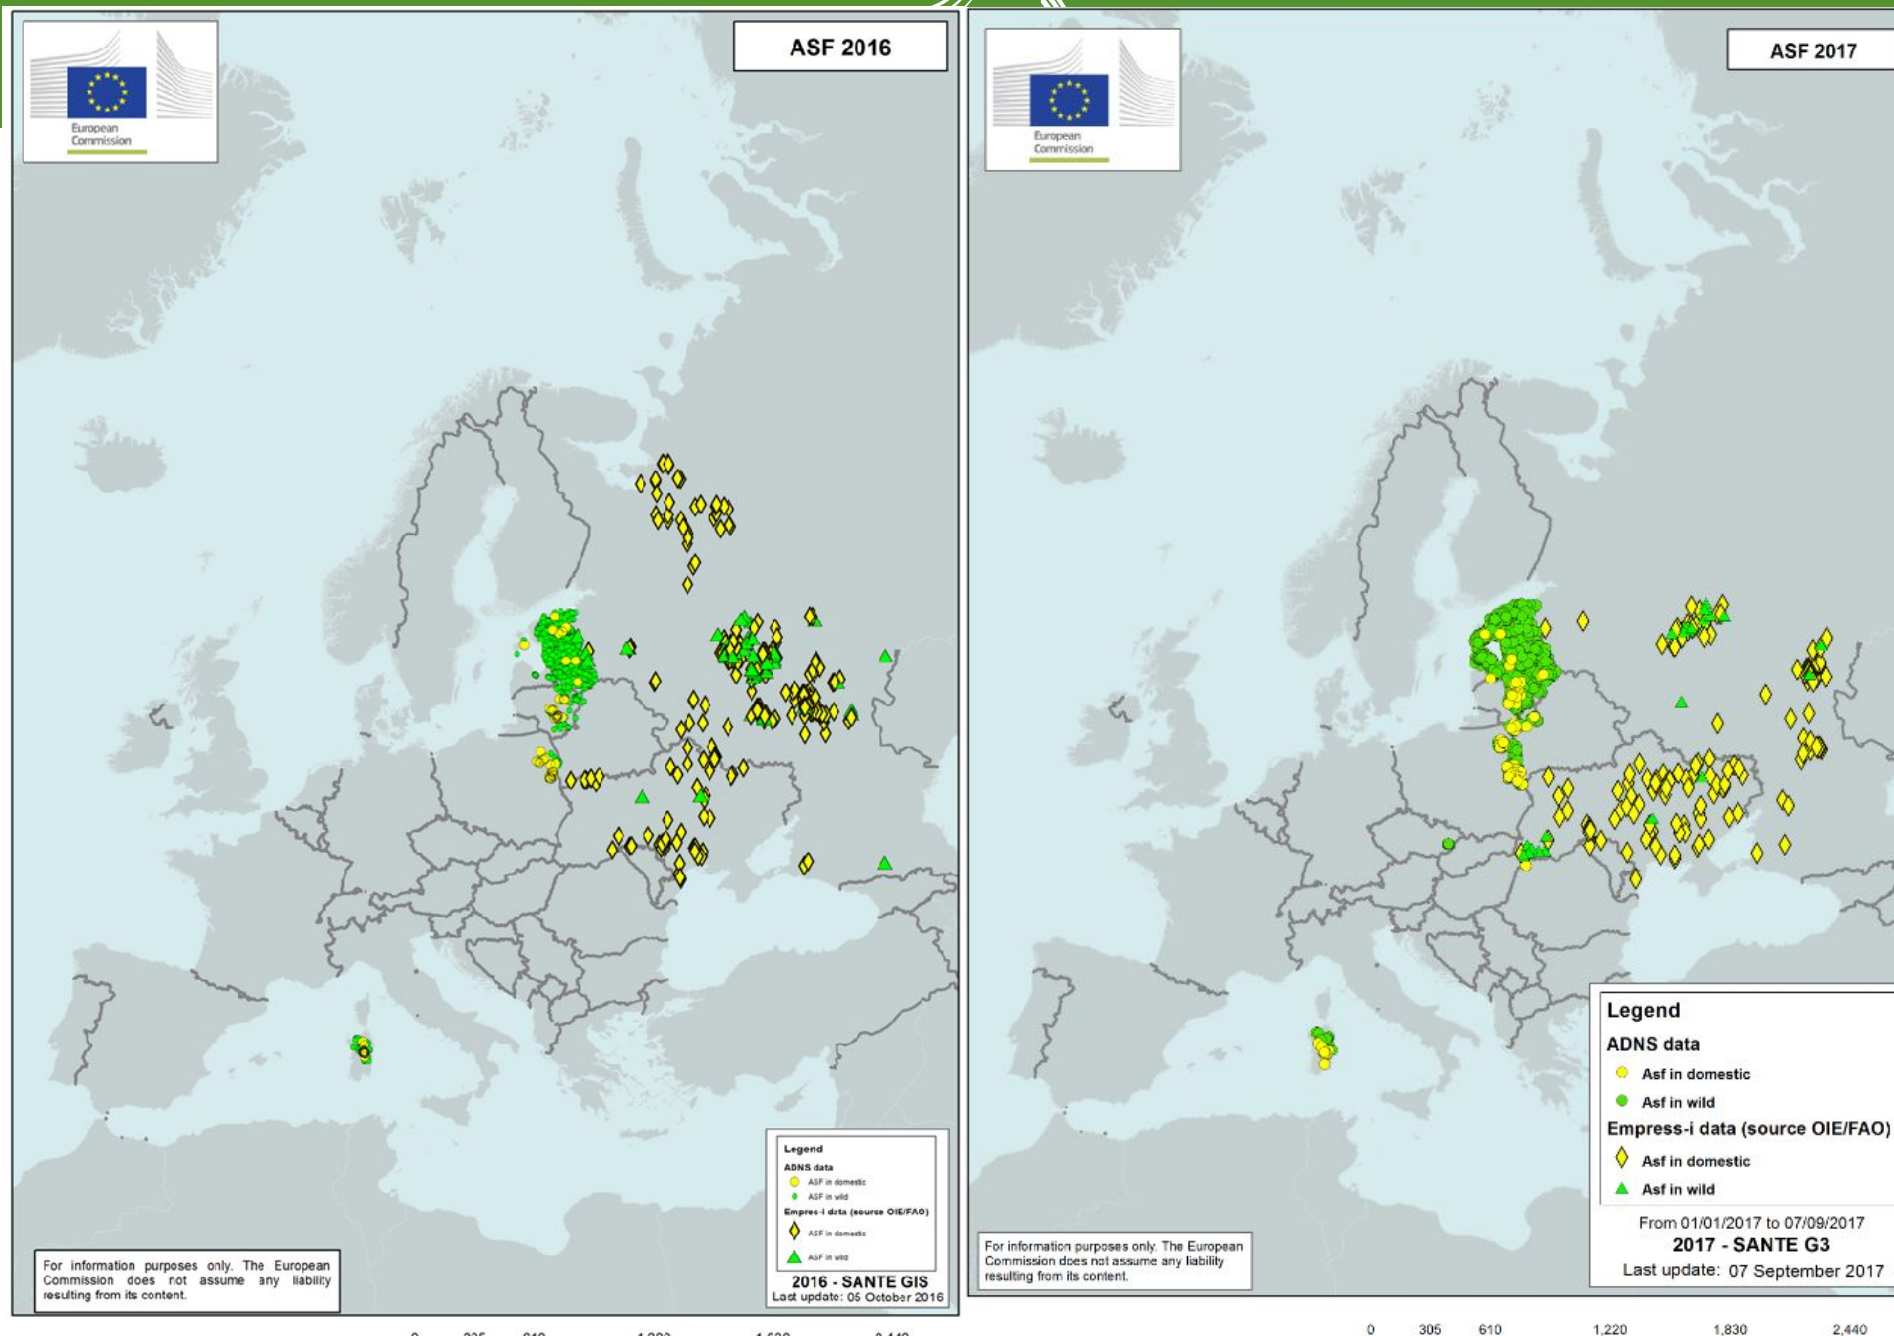 European
Commission
ASF 2016
For information purposes only. The European
Commission does not assume any liability
resulting from its content.
Legend
ADNS data
ASF in domestic
ASF in wild
Empres-i data (source OIE/FAO)
ASF in domestic
ASF in wild
2016 - SANTE GIS
Last update: 05 October 2016
European
Commission
ASF 2017
For information purposes only. The European
Commission does not assume any liability
resulting from its content.
Legend
ADNS data
Asf in domestic
Asf in wild
Empress-i data (source OIE/FAO)
Asf in domestic
Asf in wild
From 01/01/2017 to 07/09/2017
2017 - SANTE G3
Last update: 07 September 2017
0 305 610 1,220 1,830 2,440